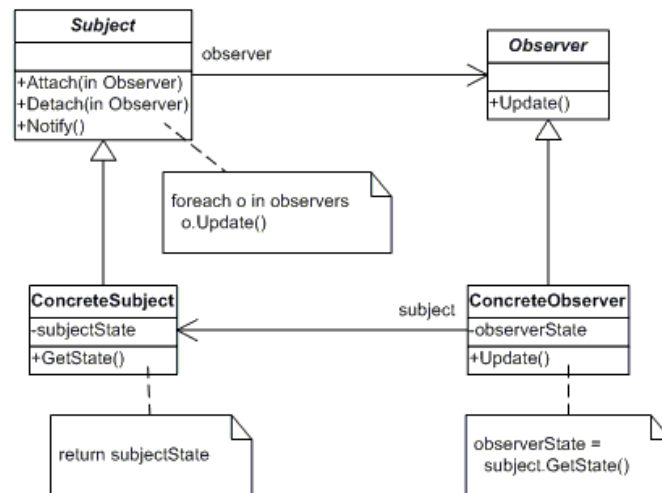 Subject
+Attach(in Observer)
+Detach(in Observer)
+Notify()
observer
Observer
+Update()
foreach o in observers
o.Update()
ConcreteSubject
-subjectState
+GetState()
subject
ConcreteObserver
-observerState
+Update()
return subjectState
observerState =
subject.GetState()